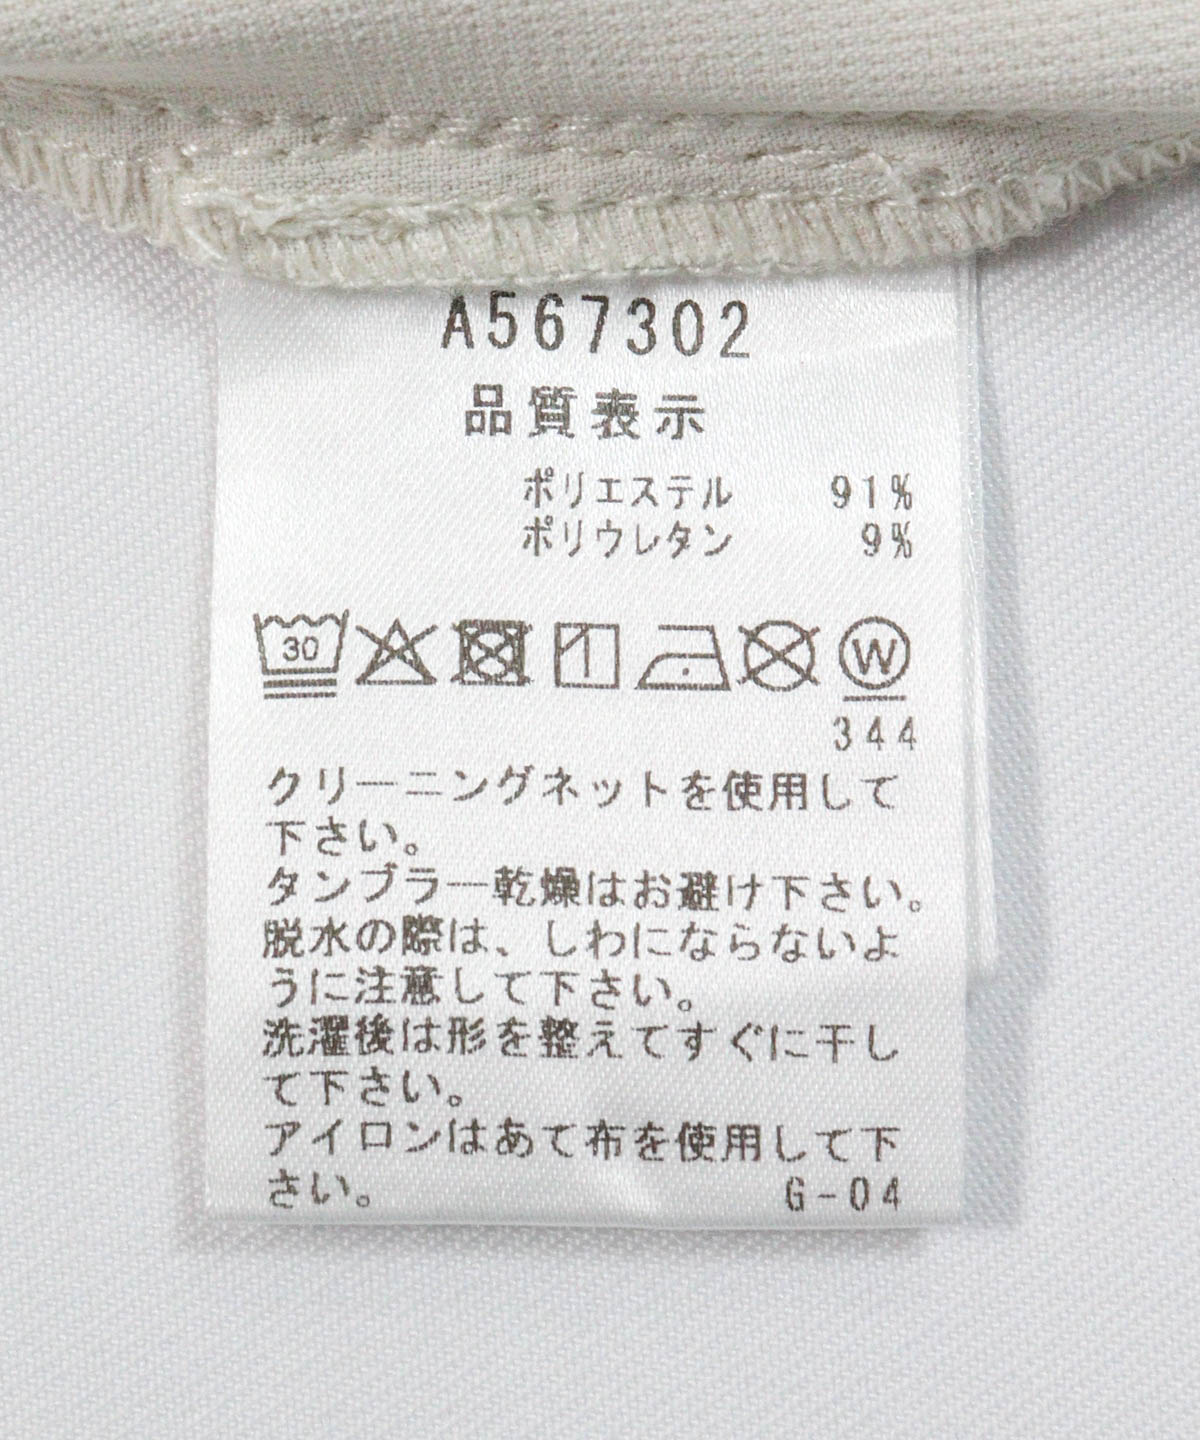 A567302
品質表示
ポリエステル 91%
ポリウレタン 9%
30
W
344
クリーニングネットを使用して
下さい。
タンブラー乾燥はお避け下さい。
脱水の際は、しわにならないよ
うに注意して下さい。
洗濯後は形を整えてすぐに干し
て下さい。
アイロンはあて布を使用して下
さい。 G-04